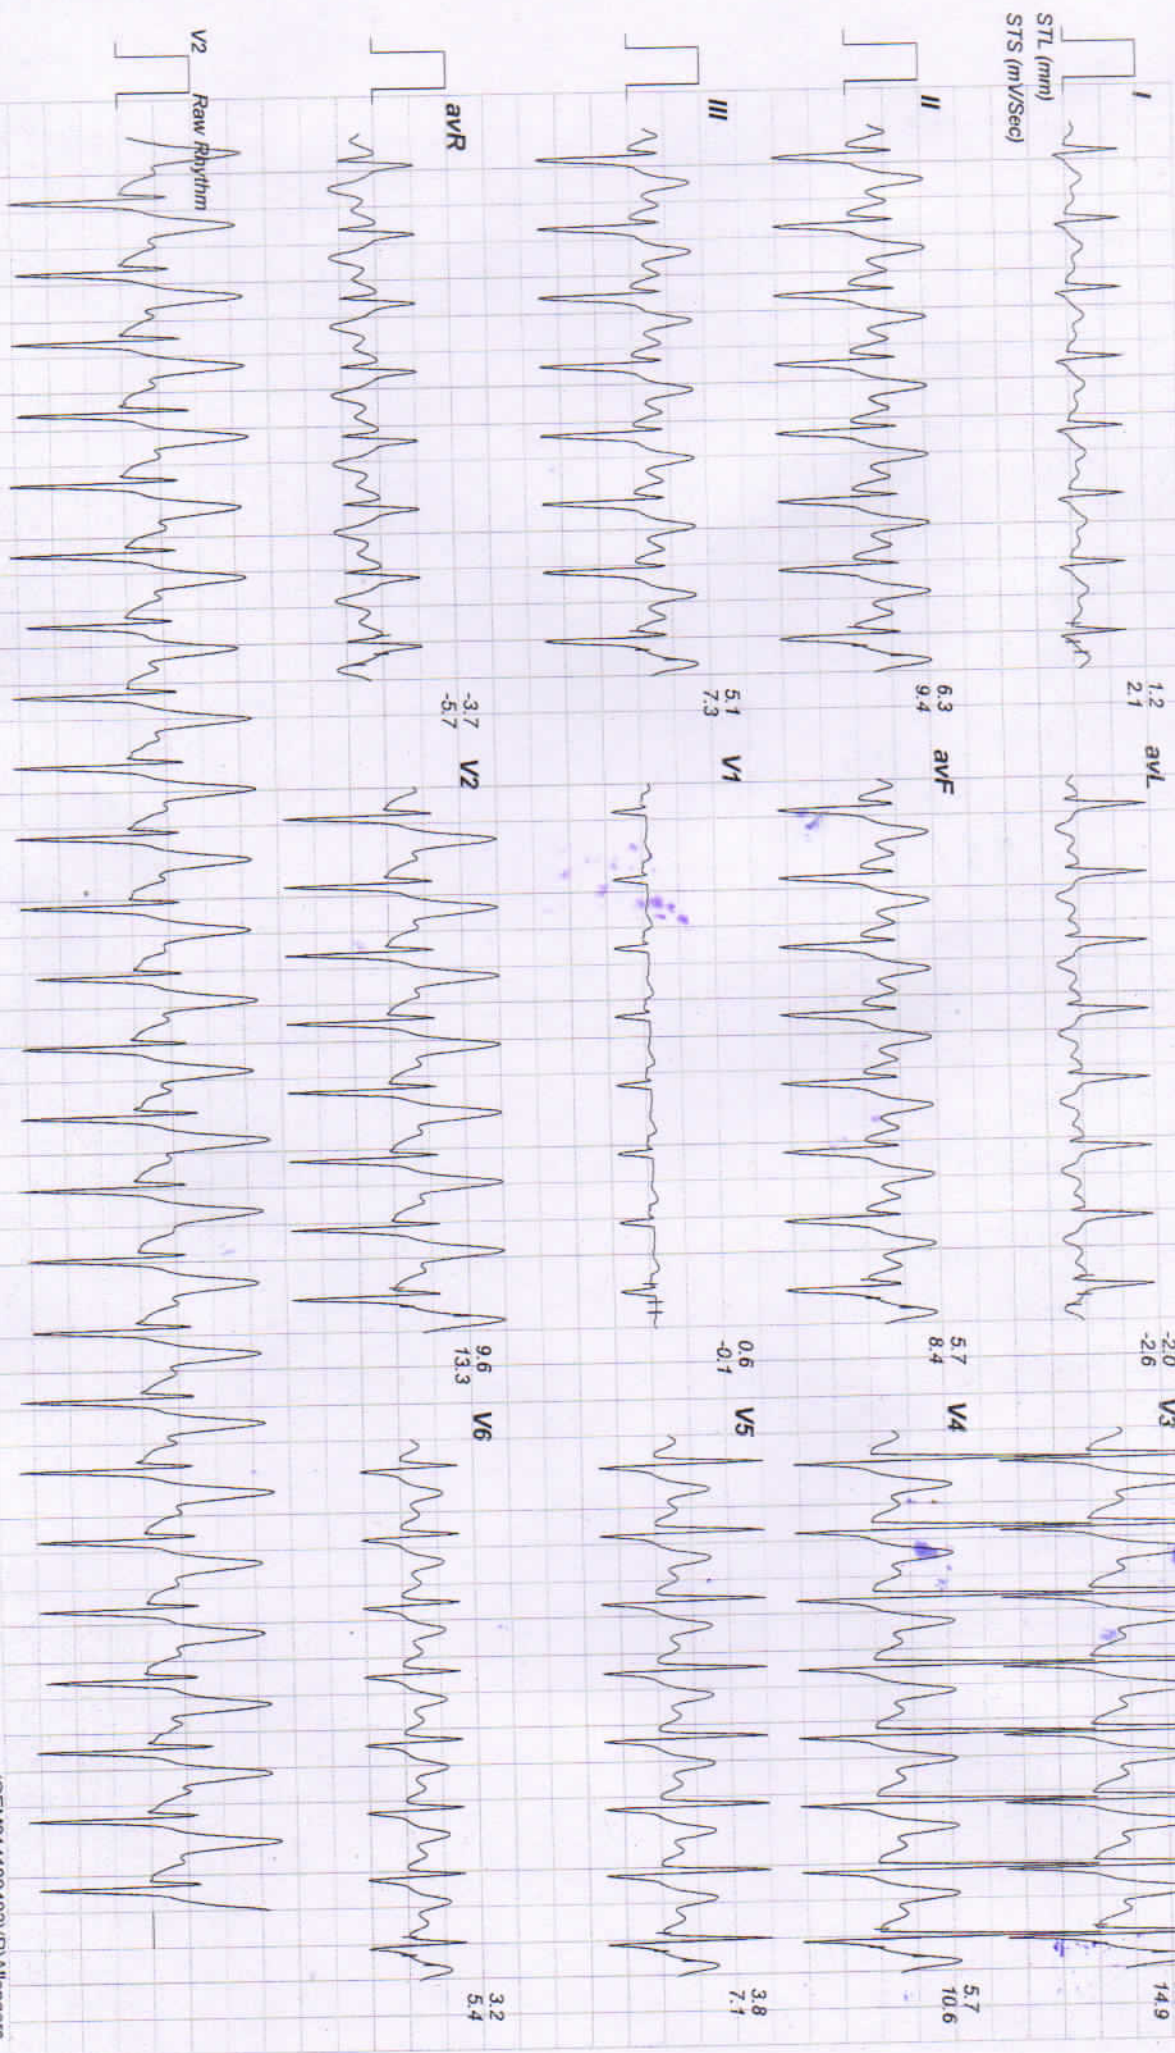 I
STL (mm)
STS (mV/Sec)
1.2
2.1
avL
-2.0
-2.6
V3
14.9
II
6.3
9.4
avF
5.7
8.4
V4
5.7
10.6
III
5.1
7.3
V1
0.6
-0.1
V5
3.8
7.1
avR
-3.7
-5.7
V2
9.6
13.3
V6
3.2
5.4
V2 Raw Rhythm